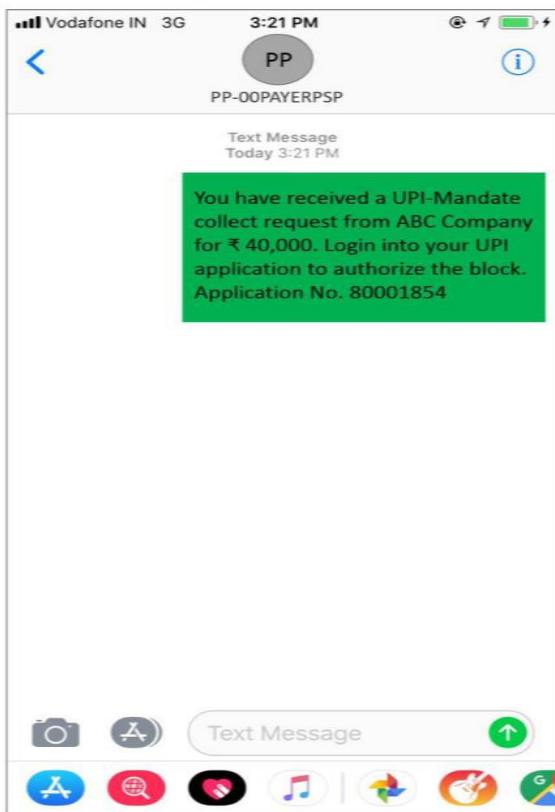 Vodafone IN 3G 3:21 PM
PP
PP-00PAYERPSP
Text Message
Today 3:21 PM
You have received a UPI-Mandate
collect request from ABC Company
for ₹ 40,000. Login into your UPI
application to authorize the block.
Application No. 80001854
Text Message
G